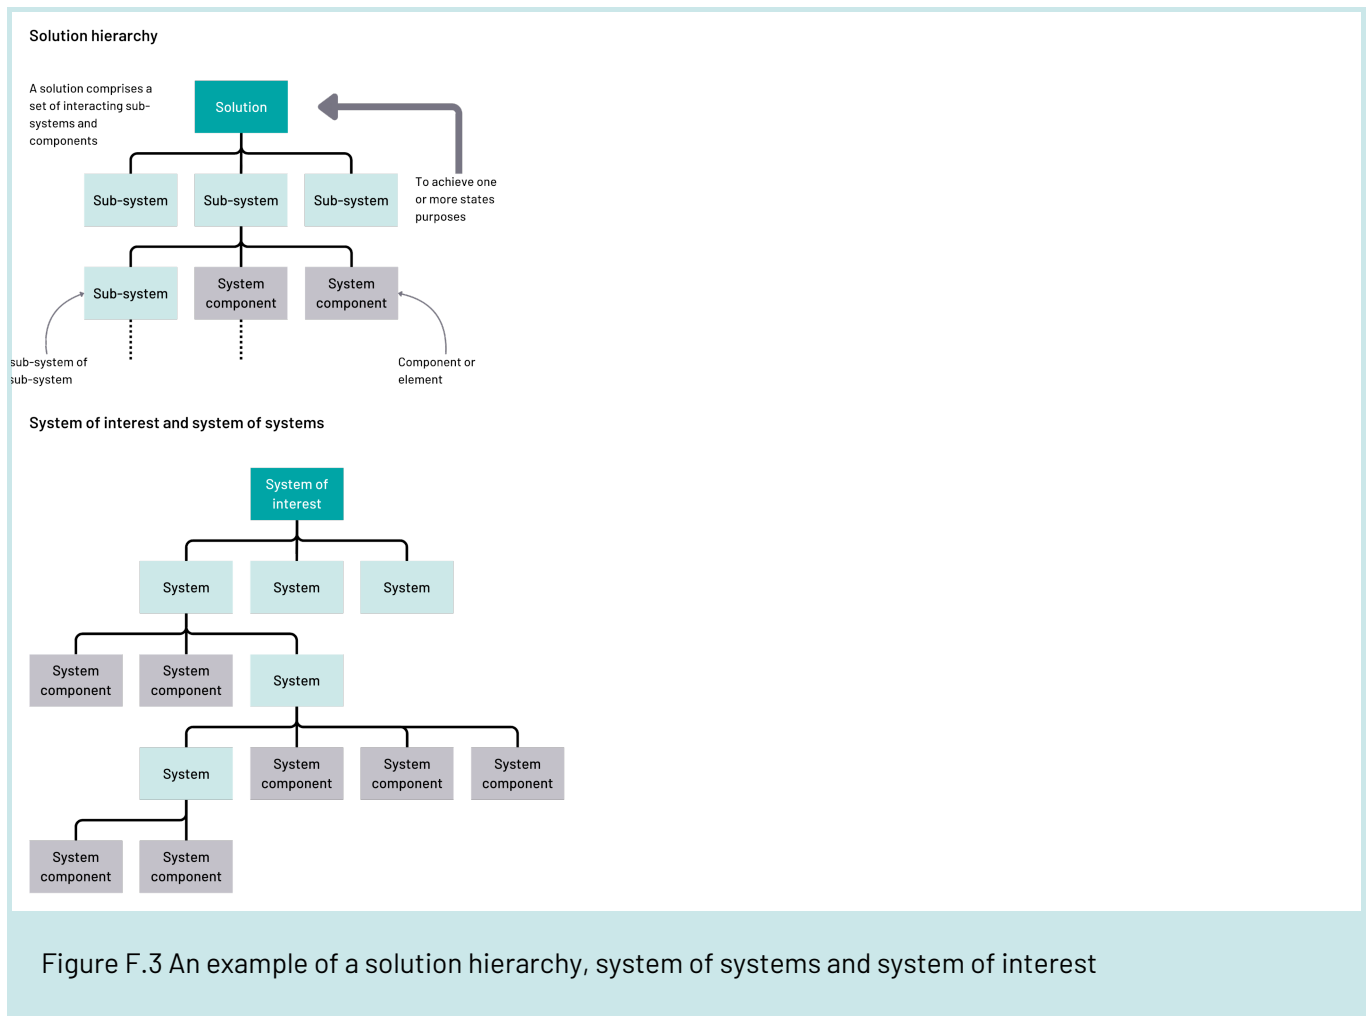 Solution hierarchy
A solution comprises a
set of interacting sub-
systems and
components
Solution
To achieve one
or more states
purposes
Sub-system
Sub-system
Sub-system
Sub-system
System
component
System
component
sub-system of
sub-system
Component or
element
System of interest and system of systems
System of
interest
System
System
System
System
component
System
component
System
System
System
component
System
component
System
component
System
component
System
component
Figure F.3 An example of a solution hierarchy, system of systems and system of interest